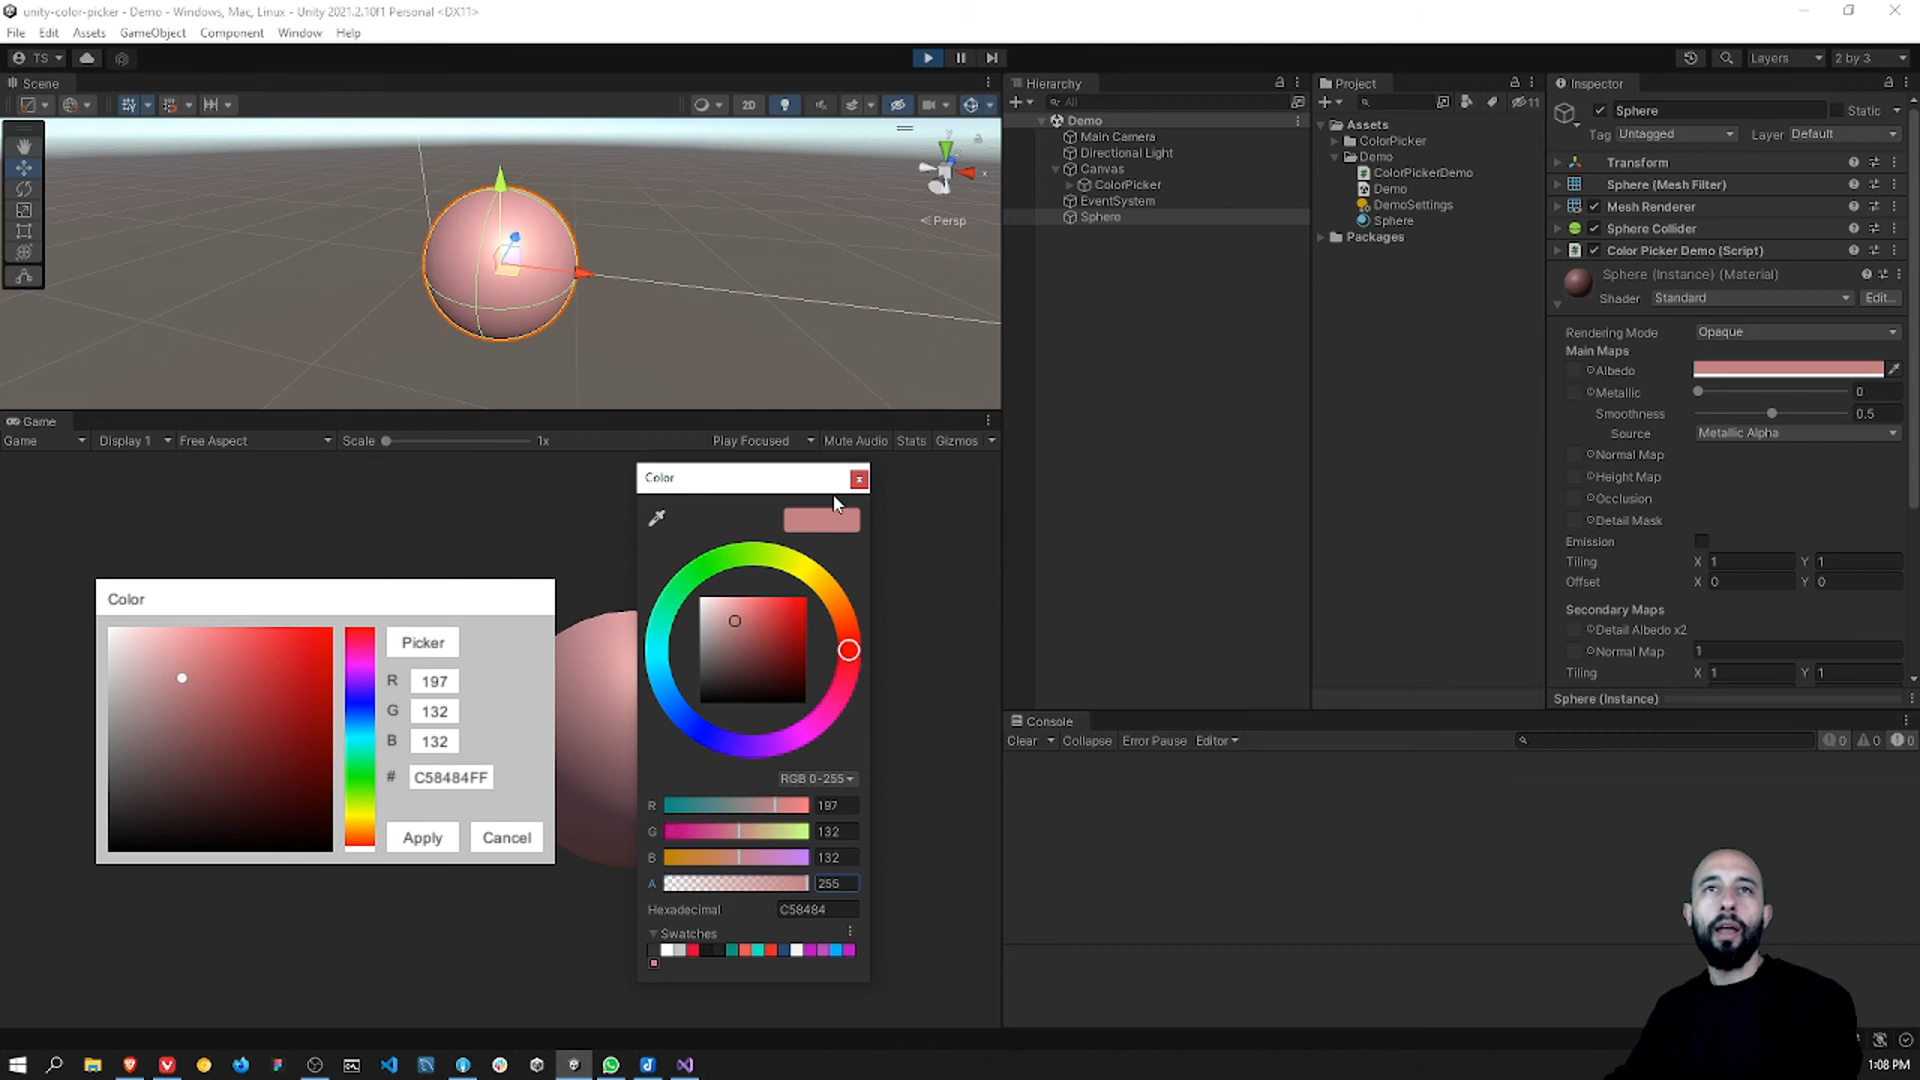 unity-color-picker - Demo - Windows, Mac, Linux - Unity 2021.2.10f1 Personal <DX11>
File Edit Assets GameObject Component Window Help
TS Layers 2 by 3
Scene
2D
y
x
Persp
Game
Game Display 1 Free Aspect Scale 1x Play Focused Mute Audio Stats Gizmos
Color
Picker
R 197
G 132
B 132
# C58484FF
Apply Cancel
Color
RGB 0-255
R 197
G 132
B 132
A 255
Hexadecimal C58484
Swatches
Hierarchy
All
Demo
Main Camera
Directional Light
Canvas
ColorPicker
EventSystem
Sphere
Project
11
Assets
ColorPicker
Demo
ColorPickerDemo
Demo
DemoSettings
Sphere
Packages
Inspector
Sphere Static
Tag Untagged Layer Default
Transform
Sphere (Mesh Filter)
Mesh Renderer
Sphere Collider
Color Picker Demo (Script)
Sphere (Instance) (Material)
Shader Standard Edit...
Rendering Mode Opaque
Main Maps
Albedo
Metallic 0
Smoothness 0.5
Source Metallic Alpha
Normal Map
Height Map
Occlusion
Detail Mask
Emission
Tiling X 1 Y 1
Offset X 0 Y 0
Secondary Maps
Detail Albedo x2
Normal Map 1
Tiling X 1 Y 1
Sphere (Instance)
Console
Clear Collapse Error Pause Editor 0 0 0
1:08 PM